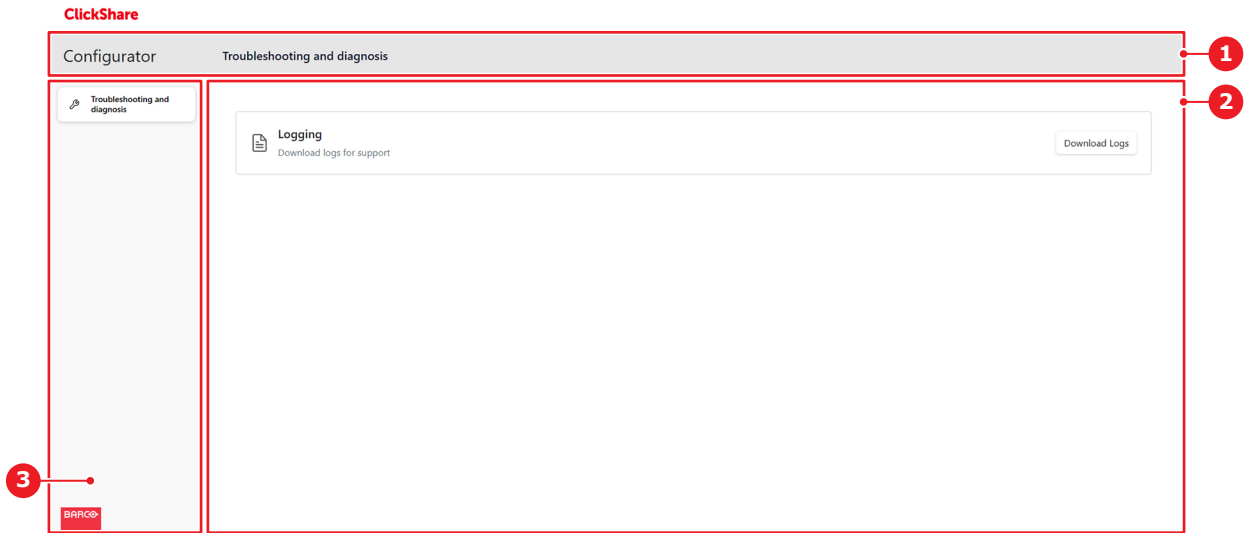 ClickShare
Configurator
Troubleshooting and diagnosis
1
2
Troubleshooting and
diagnosis
Logging
Download logs for support
Download Logs
3
BARCO